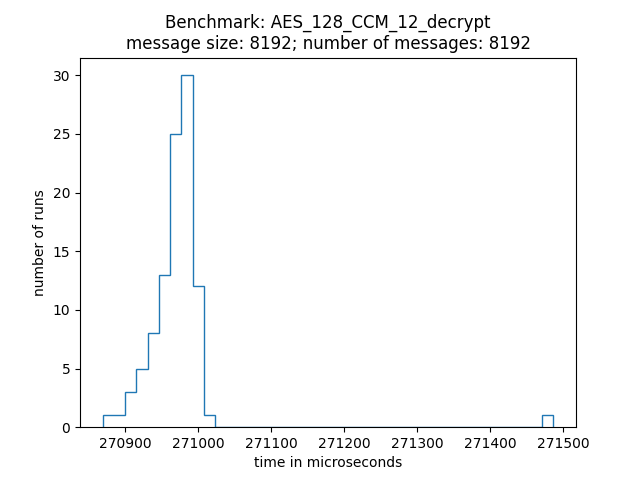 Benchmark: AES_128_CCM_12_decrypt
message size: 8192; number of messages: 8192
30
25
20
15
10
5
0
number of runs
270900 271000 271100 271200 271300 271400 271500
time in microseconds